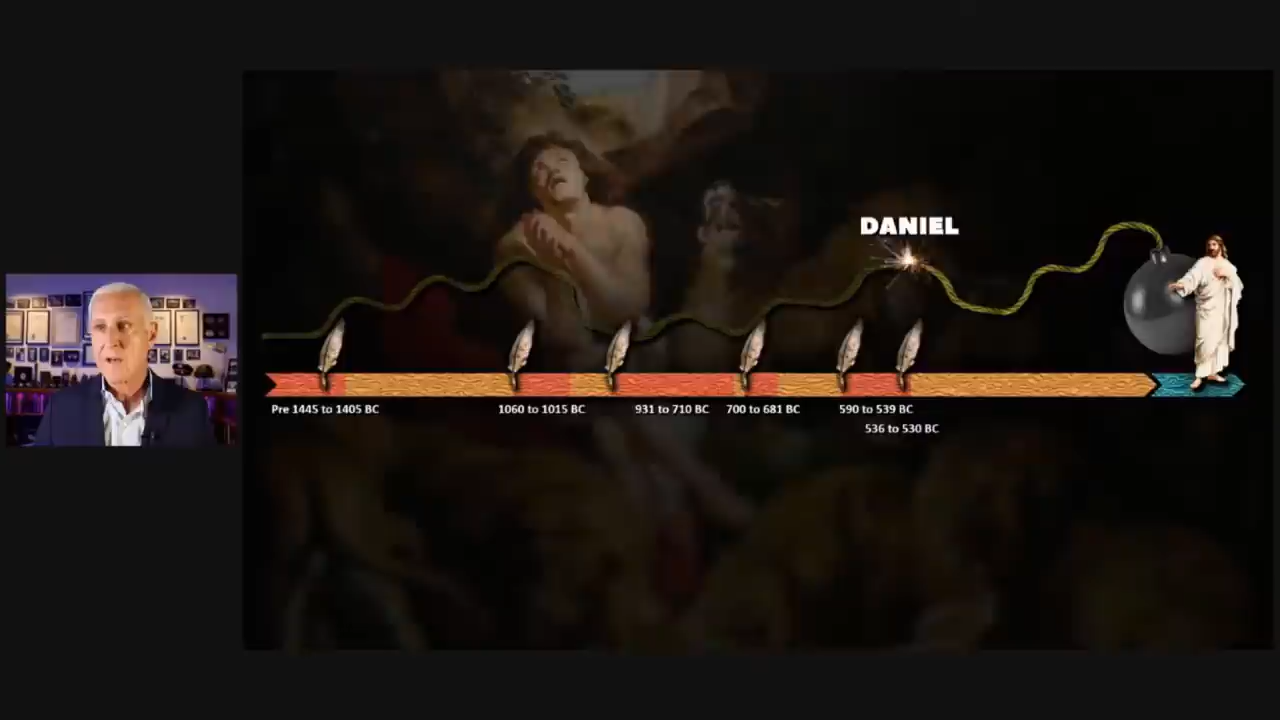 DANIEL
Pre 1445 to 1405 BC
1060 to 1015 BC
931 to 710 BC
700 to 681 BC
590 to 539 BC
536 to 530 BC